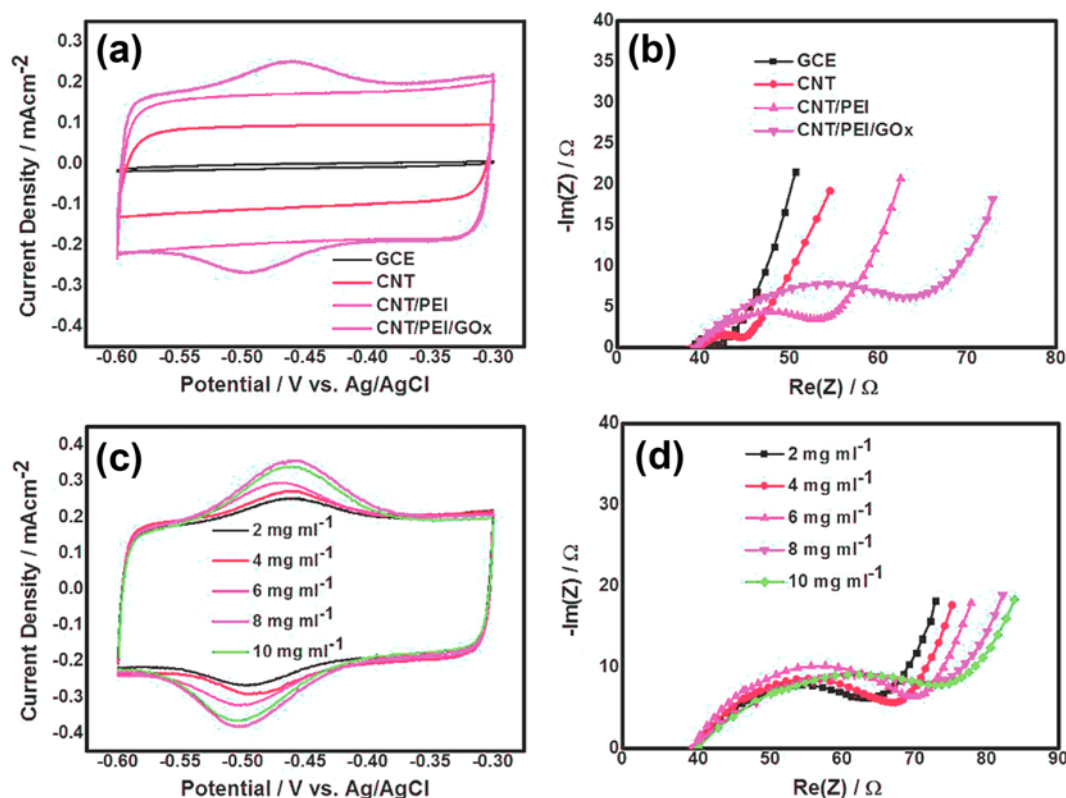 (a)
Current Density / mAcm-2
0.3
0.2
0.1
0.0
-0.1
-0.2
-0.3
-0.4
GCE
CNT
CNT/PEI
CNT/PEI/GOx
-0.60 -0.55 -0.50 -0.45 -0.40 -0.35 -0.30
Potential / V vs. Ag/AgCl
(b)
-Im(Z) / Ω
40
35
30
25
20
15
10
5
0
GCE
CNT
CNT/PEI
CNT/PEI/GOx
0 40 50 60 70 80
Re(Z) / Ω
(c)
Current Density / mAcm-2
0.4
0.3
0.2
0.1
0.0
-0.1
-0.2
-0.3
-0.4
2 mg ml-1
4 mg ml-1
6 mg ml-1
8 mg ml-1
10 mg ml-1
-0.60 -0.55 -0.50 -0.45 -0.40 -0.35 -0.30
Potential / V vs. Ag/AgCl
(d)
-Im(Z) / Ω
40
30
20
10
0
2 mg ml-1
4 mg ml-1
6 mg ml-1
8 mg ml-1
10 mg ml-1
30 40 50 60 70 80 90
Re(Z) / Ω